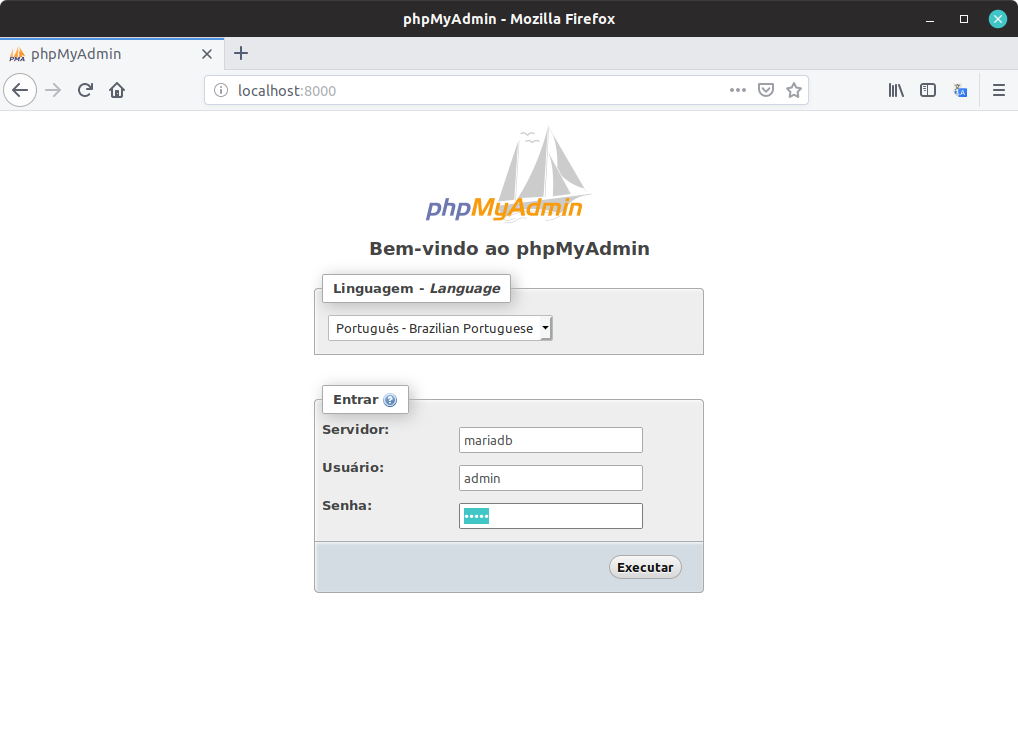 phpMyAdmin - Mozilla Firefox
PMA phpMyAdmin
localhost:8000
phpMyAdmin
Bem-vindo ao phpMyAdmin
Linguagem - Language
Português - Brazilian Portuguese
Entrar ?
Servidor: mariadb
Usuário: admin
Senha: •••••
Executar